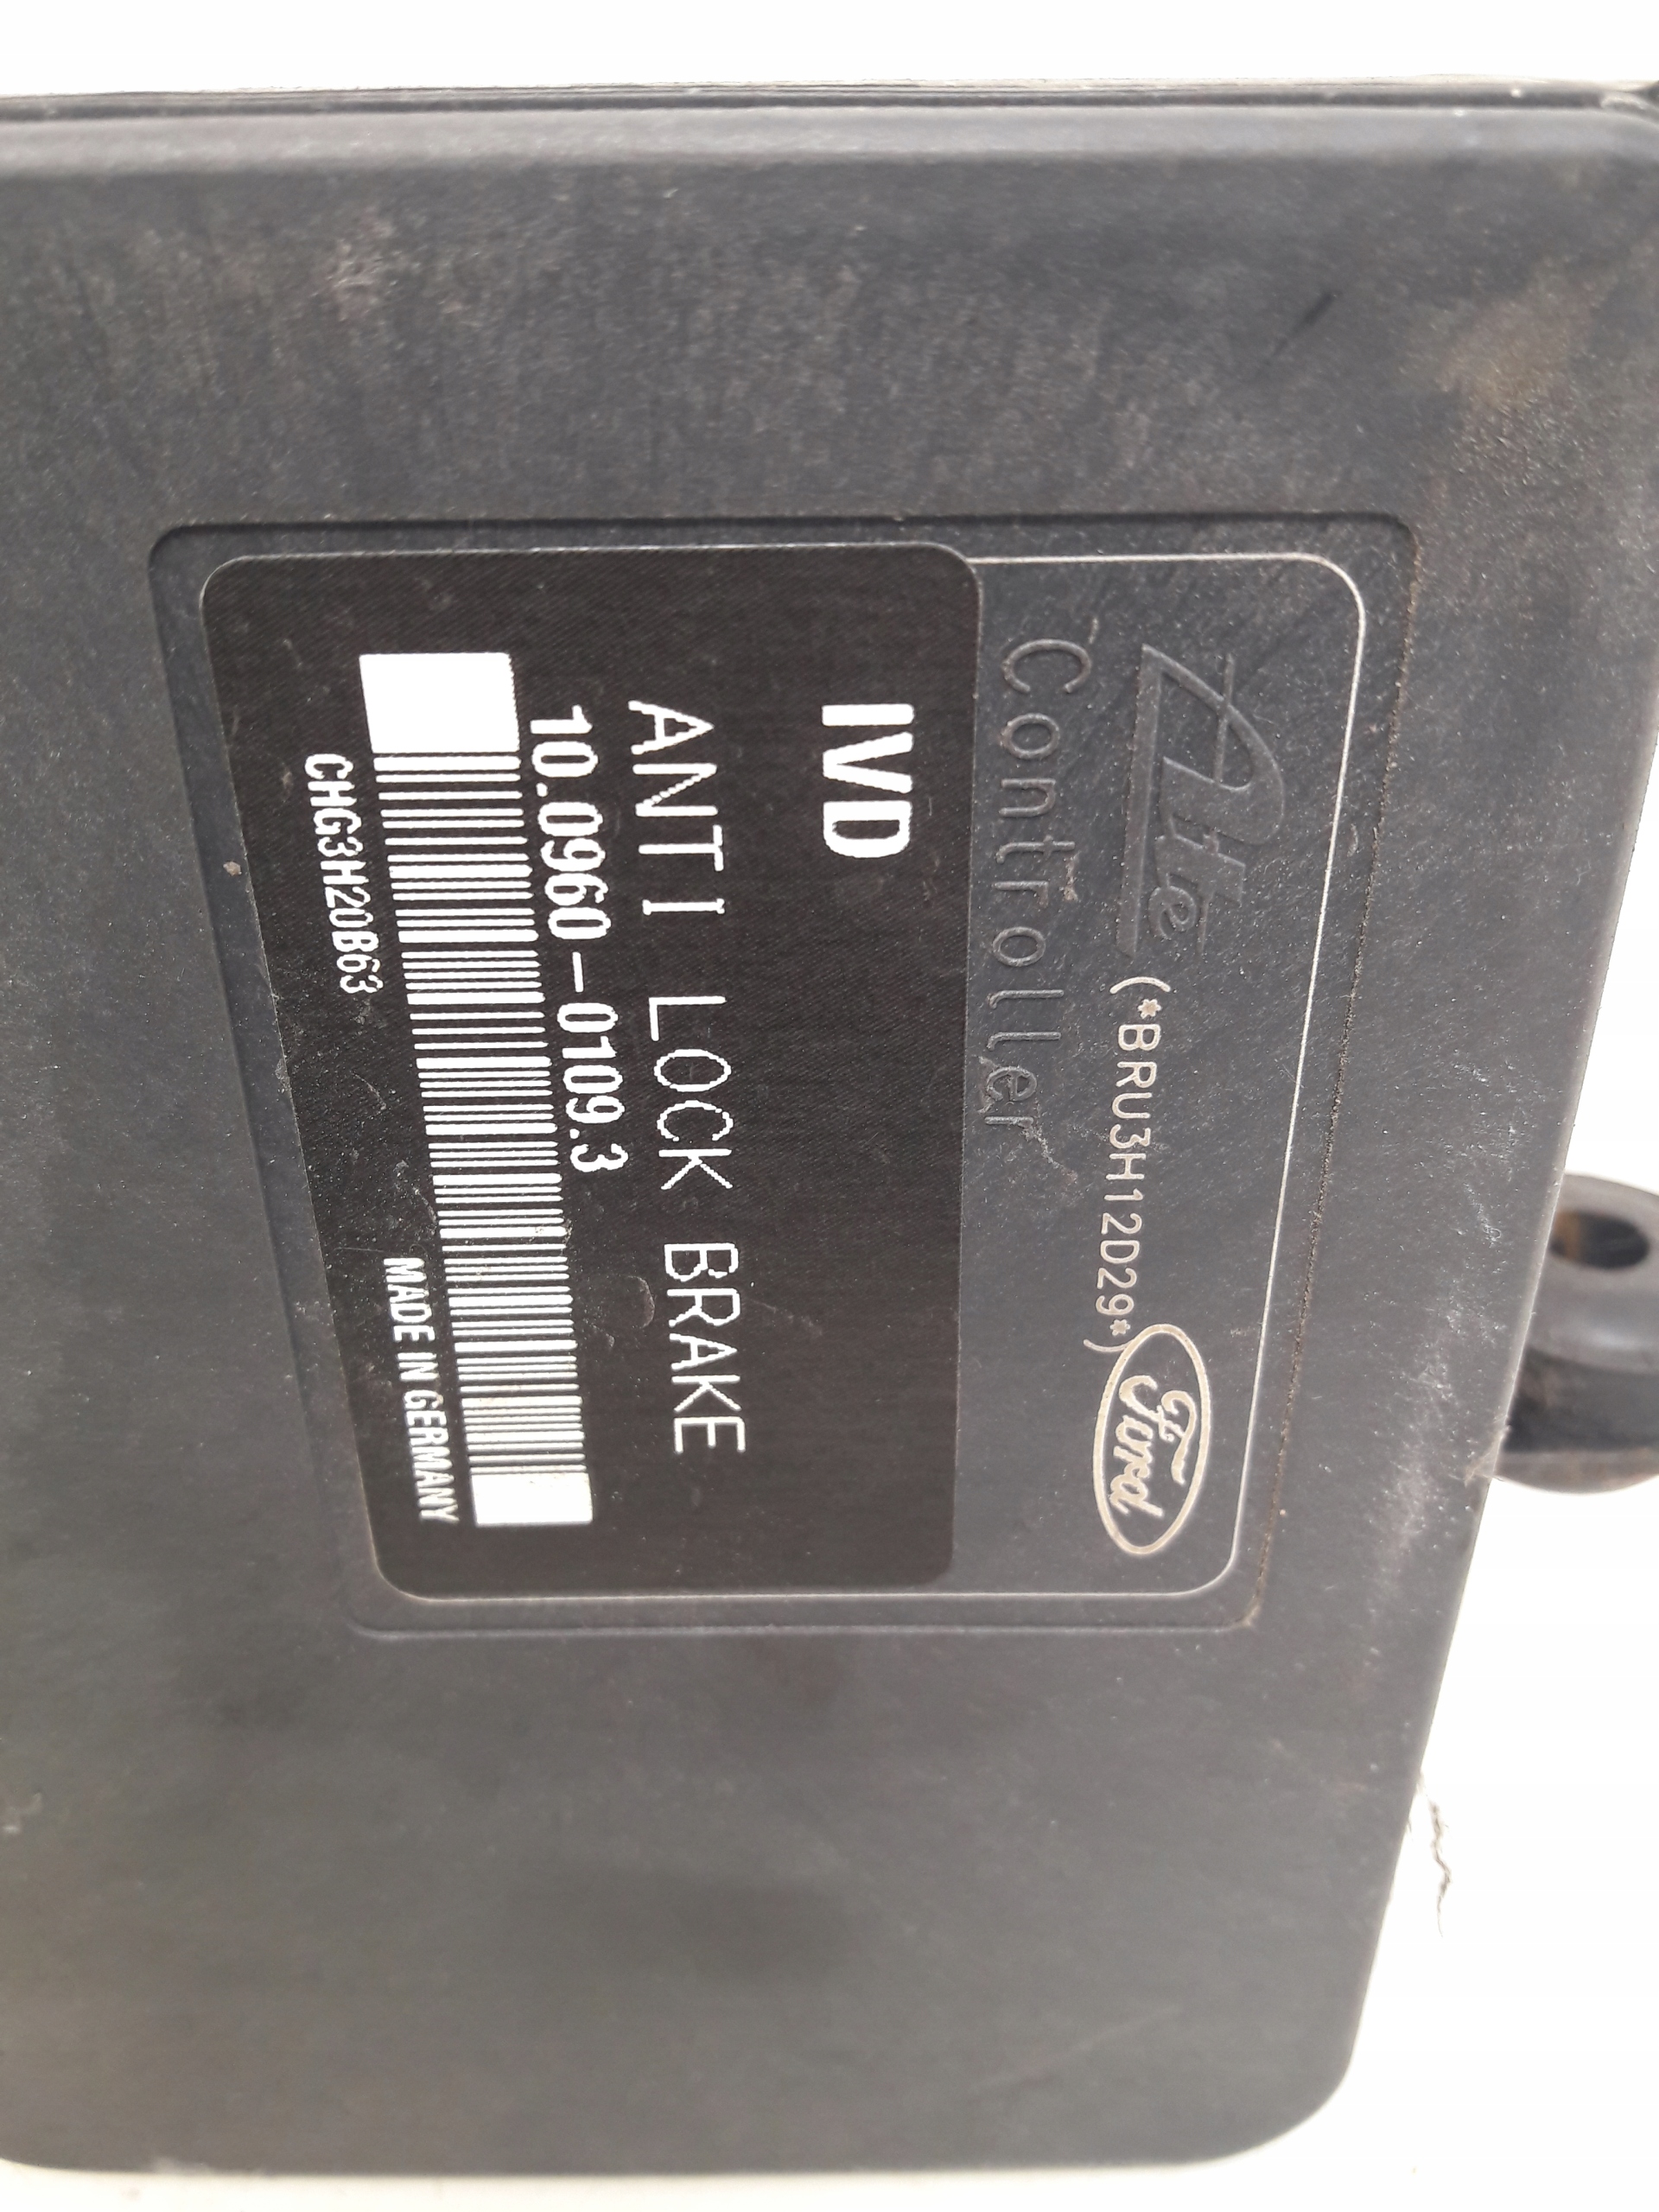 Ate (*BRU3H12D29*) Ford
Controller
IVD
ANTI LOCK BRAKE
10.0960-0109.3
CHG3H20B63 MADE IN GERMANY